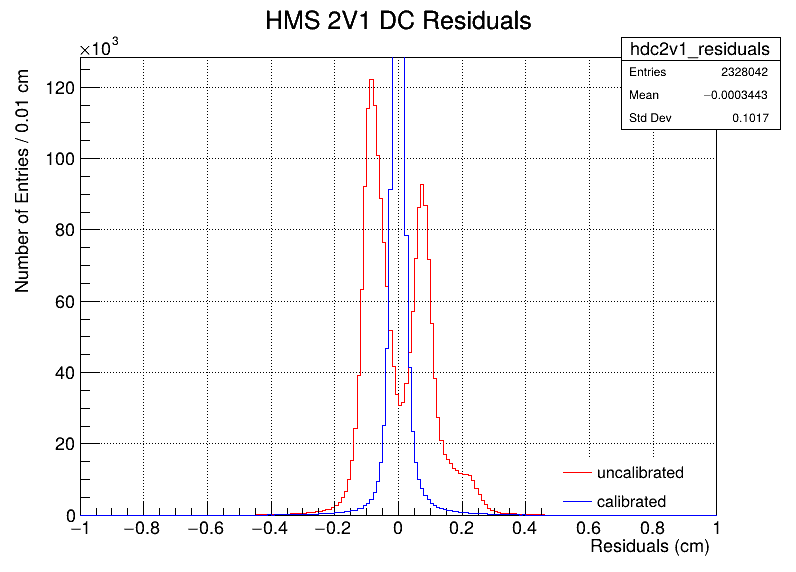 HMS 2V1 DC Residuals
×10³
hdc2v1_residuals
Entries 2328042
Mean −0.0003443
Std Dev 0.1017
Number of Entries / 0.01 cm
120
100
80
60
40
20
0
uncalibrated
calibrated
−1 −0.8 −0.6 −0.4 −0.2 0 0.2 0.4 0.6 0.8 1
Residuals (cm)